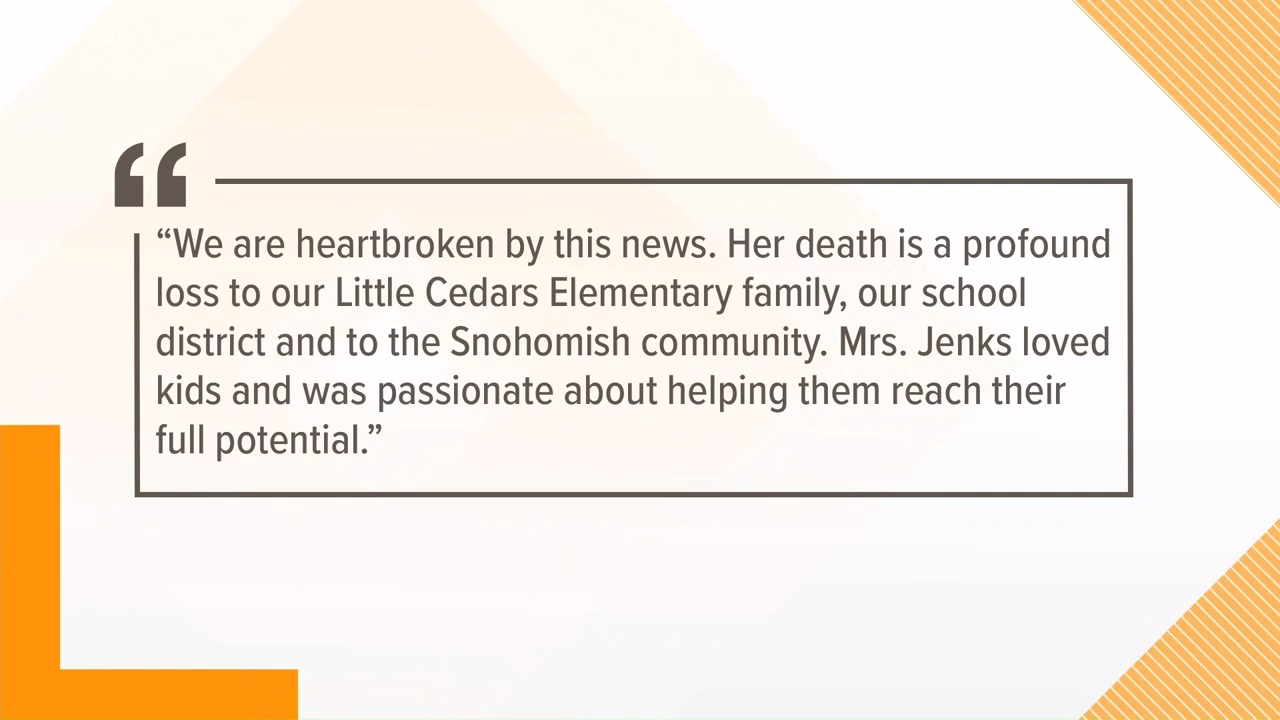 “We are heartbroken by this news. Her death is a profound
loss to our Little Cedars Elementary family, our school
district and to the Snohomish community. Mrs. Jenks loved
kids and was passionate about helping them reach their
full potential.”